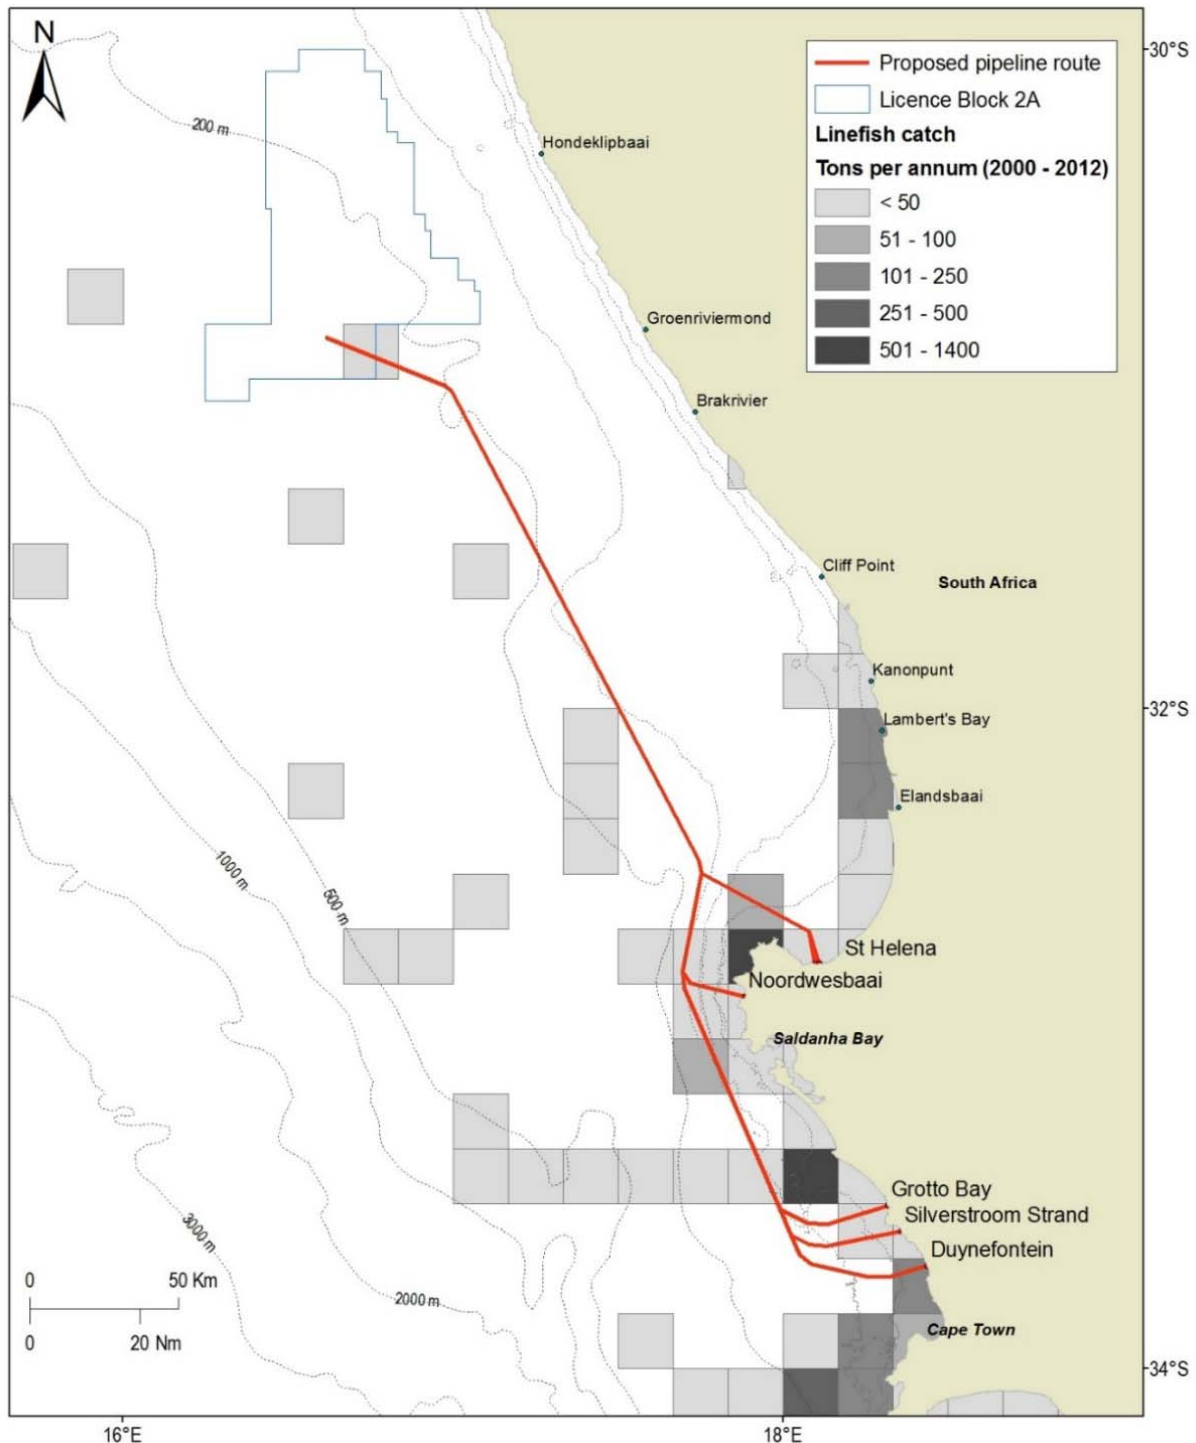 N
30°S
Proposed pipeline route
Licence Block 2A
Linefish catch
Tons per annum (2000 - 2012)
< 50
51 - 100
101 - 250
251 - 500
501 - 1400
200 m
Hondeklipbaai
Groenriviermond
Brakrivier
Cliff Point
South Africa
Kanonpunt
32°S
Lambert's Bay
Elandsbaai
1000 m
500 m
St Helena
Noordwesbaai
Saldanha Bay
Grotto Bay
Silverstroom Strand
3000 m
Duynefontein
0 50 Km
2000 m
0 20 Nm
Cape Town
34°S
16°E
18°E